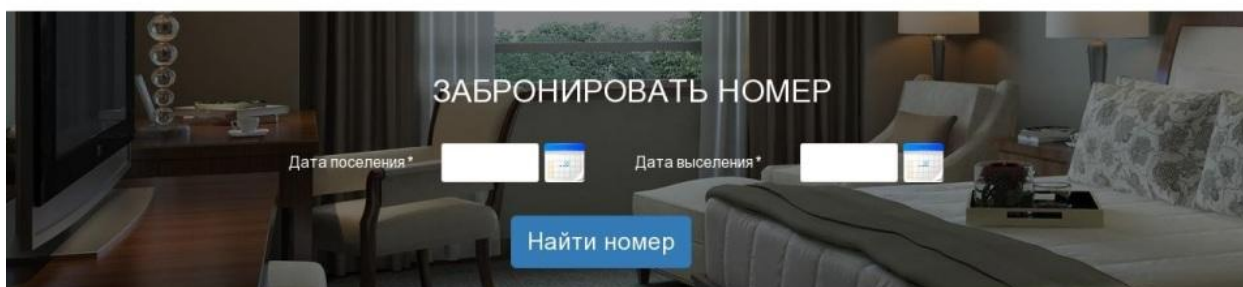 ЗАБРОНИРОВАТЬ НОМЕР
Дата поселения* Дата выселения*
Найти номер